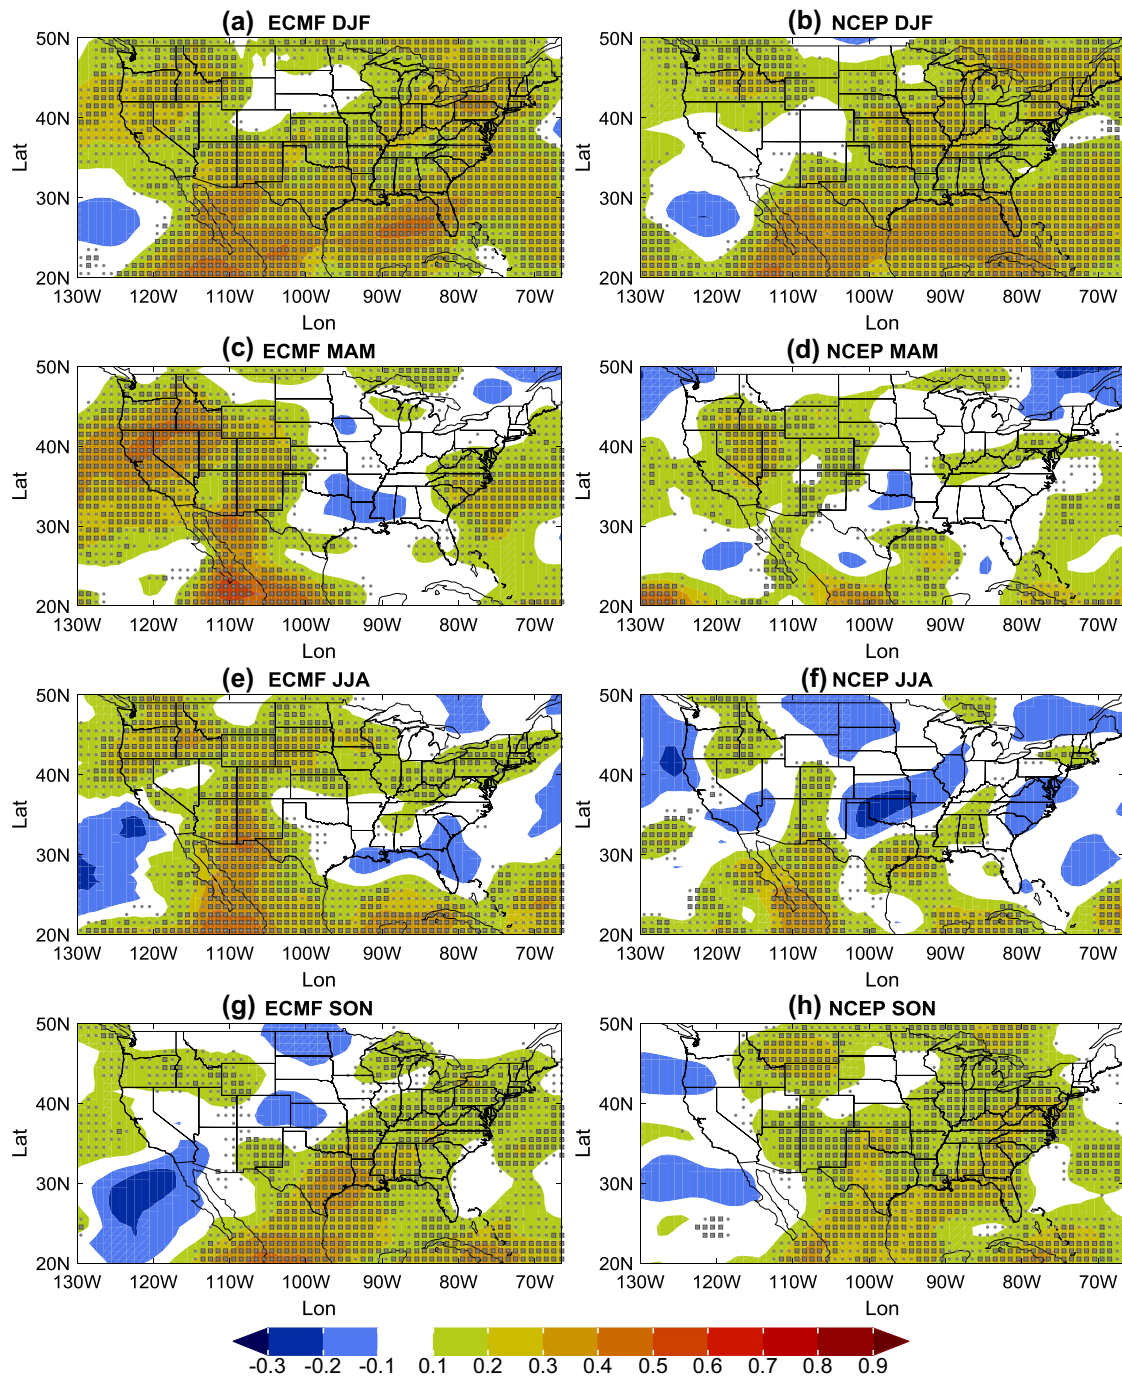 (a) ECMF DJF
(b) NCEP DJF
50N
40N
30N
20N
Lat
130W 120W 110W 100W 90W 80W 70W
Lon
50N
40N
30N
20N
Lat
130W 120W 110W 100W 90W 80W 70W
Lon
(c) ECMF MAM
(d) NCEP MAM
50N
40N
30N
20N
Lat
130W 120W 110W 100W 90W 80W 70W
Lon
50N
40N
30N
20N
Lat
130W 120W 110W 100W 90W 80W 70W
Lon
(e) ECMF JJA
(f) NCEP JJA
50N
40N
30N
20N
Lat
130W 120W 110W 100W 90W 80W 70W
Lon
50N
40N
30N
20N
Lat
130W 120W 110W 100W 90W 80W 70W
Lon
(g) ECMF SON
(h) NCEP SON
50N
40N
30N
20N
Lat
130W 120W 110W 100W 90W 80W 70W
Lon
50N
40N
30N
20N
Lat
130W 120W 110W 100W 90W 80W 70W
Lon
-0.3 -0.2 -0.1 0.1 0.2 0.3 0.4 0.5 0.6 0.7 0.8 0.9